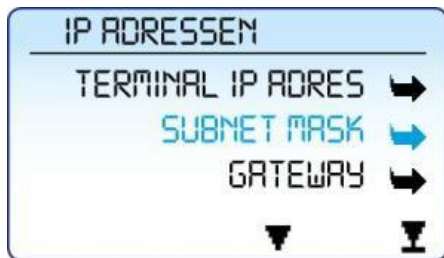 IP ADRESSEN
TERMINAL IP ADRES
SUBNET MASK
GATEWAY